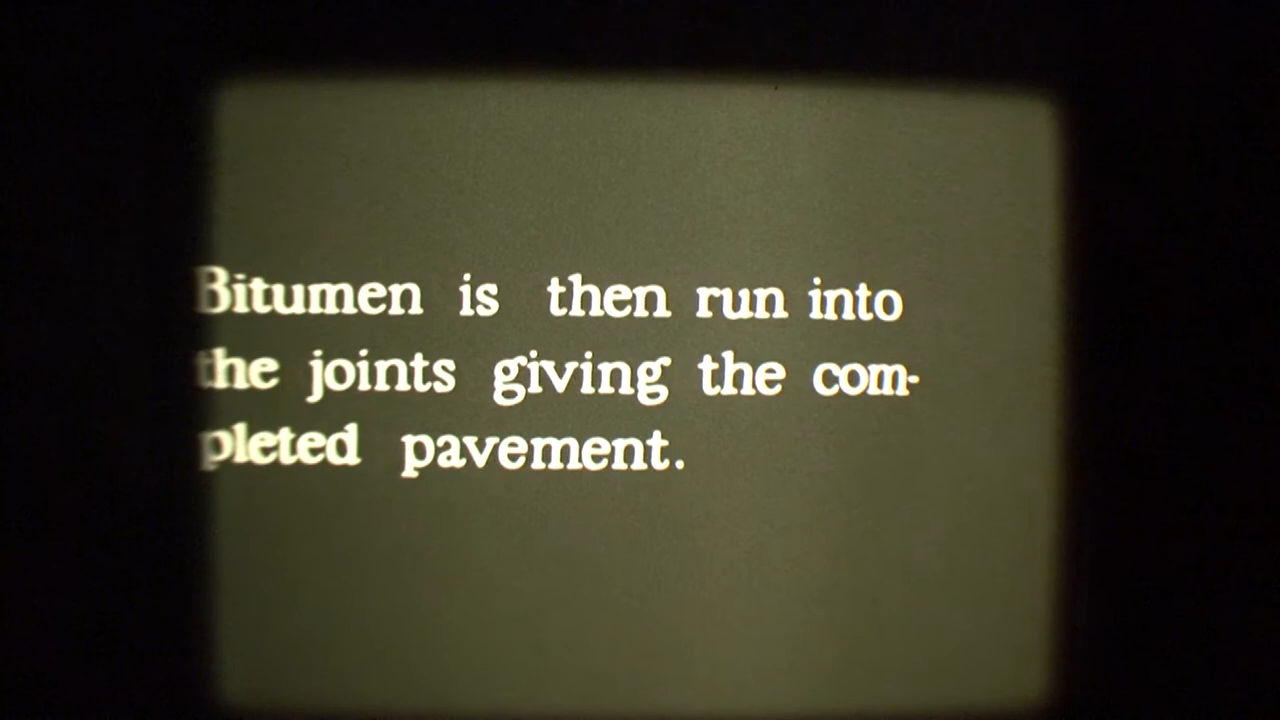 Bitumen is then run into
the joints giving the com-
pleted pavement.